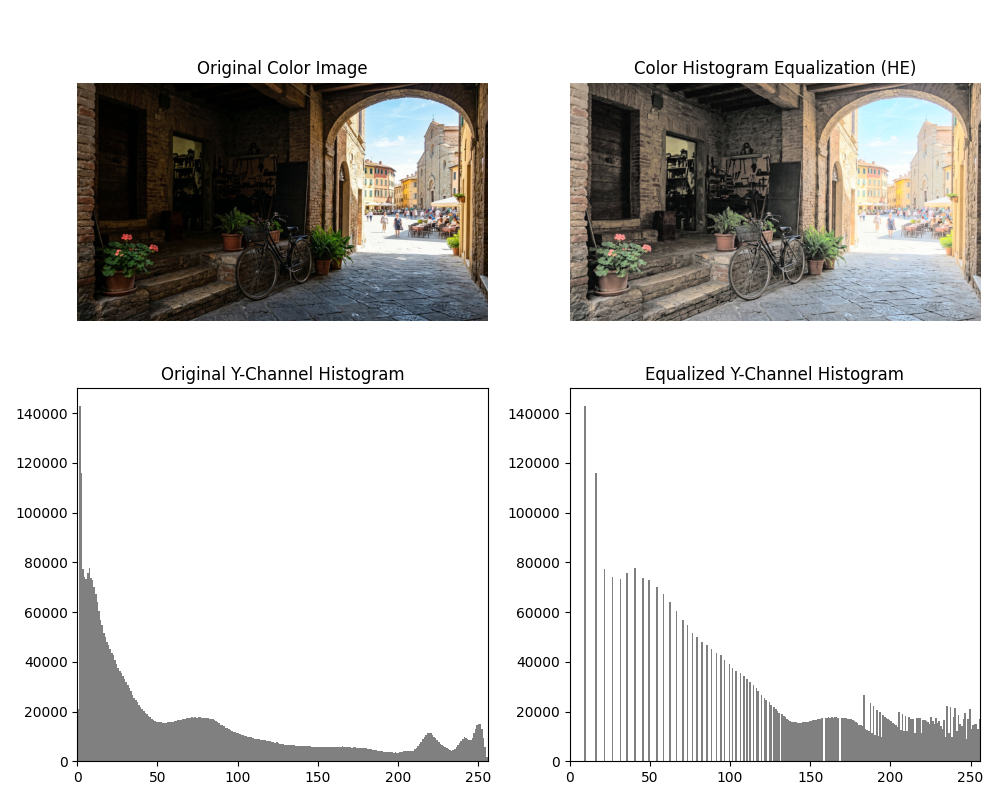 Original Color Image
Color Histogram Equalization (HE)
Original Y-Channel Histogram
Equalized Y-Channel Histogram
140000
120000
100000
80000
60000
40000
20000
0
0 50 100 150 200 250
140000
120000
100000
80000
60000
40000
20000
0
0 50 100 150 200 250